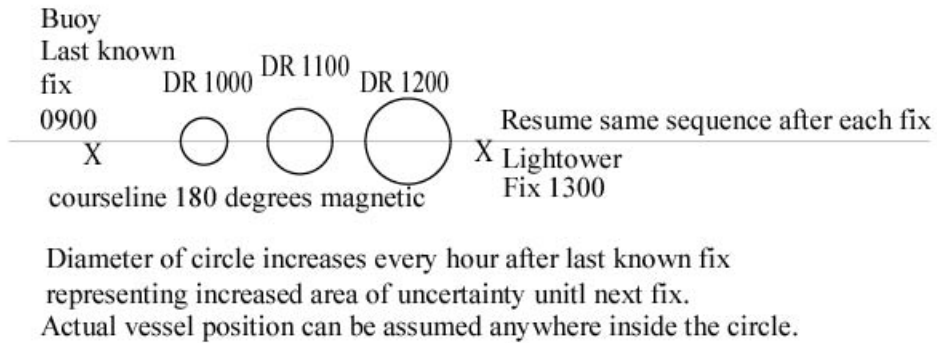 Buoy
Last known
fix
0900
X
DR 1000
DR 1100
DR 1200
X
Resume same sequence after each fix
Lightower
Fix 1300
courseline 180 degrees magnetic
Diameter of circle increases every hour after last known fix
representing increased area of uncertainty unitl next fix.
Actual vessel position can be assumed anywhere inside the circle.